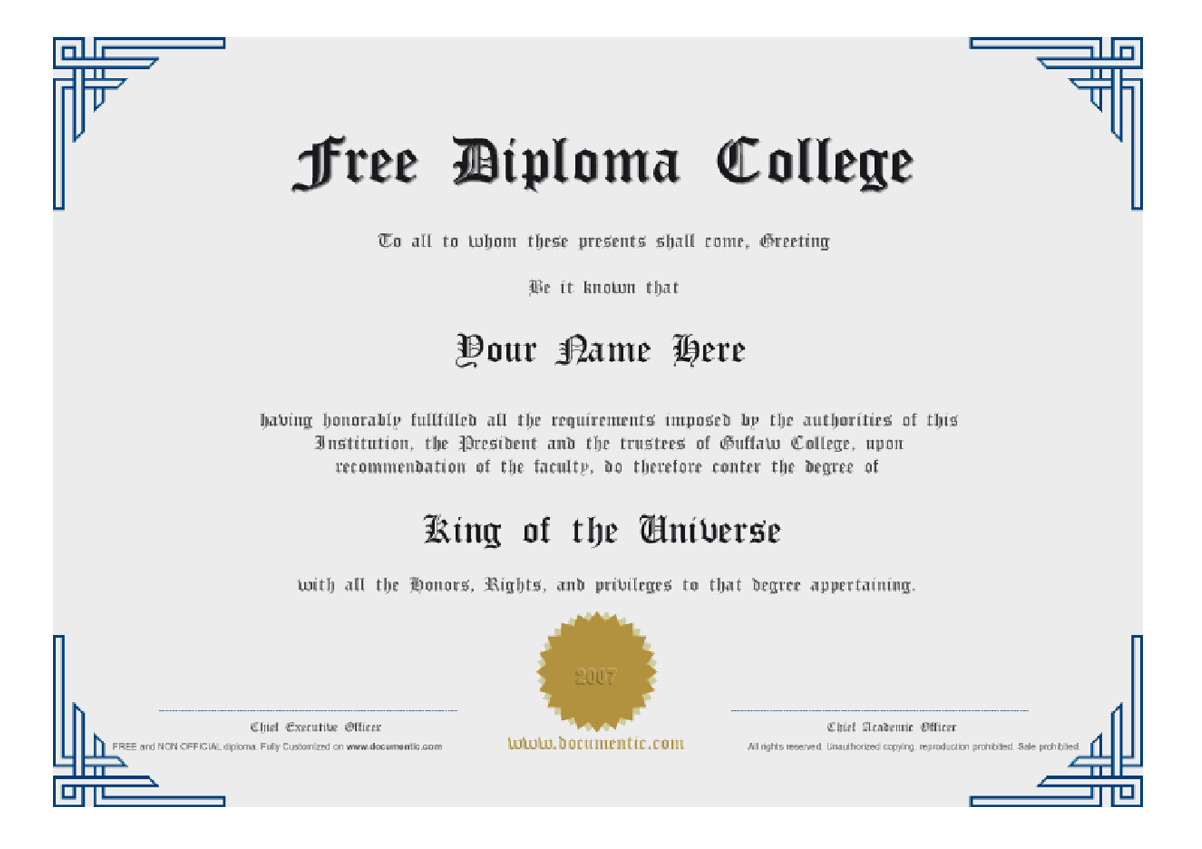 Free Diploma College
To all to whom these presents shall come, Greeting
Be it known that
Your Name Here
having honorably fullfilled all the requirements imposed by the authorities of this
Institution, the President and the trustees of Guffaw College, upon
recommendation of the faculty, do therefore conter the degree of
King of the Universe
with all the Honors, Rights, and privileges to that degree appertaining.
2007
Chief Executive Officer
Chief Academic Officer
FREE and NON OFFICIAL diploma. Fully Customized on www.documentic.com
www.documentic.com
All rights reserved. Unauthorized copying, reproduction prohibited. Sale prohibited.